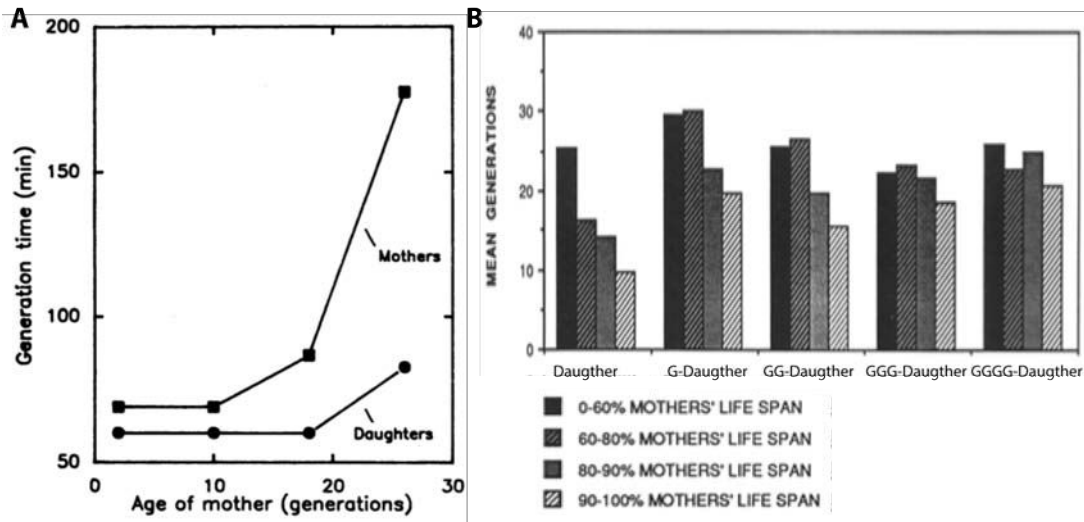 A
200
150
100
50
Generation time (min)
Mothers
Daughters
0
10
20
30
Age of mother (generations)
B
40
30
20
10
0
MEAN GENERATIONS
Daugther
G-Daugther
GG-Daugther
GGG-Daugther
GGGG-Daugther
0-60% MOTHERS' LIFE SPAN
60-80% MOTHERS' LIFE SPAN
80-90% MOTHERS' LIFE SPAN
90-100% MOTHERS' LIFE SPAN